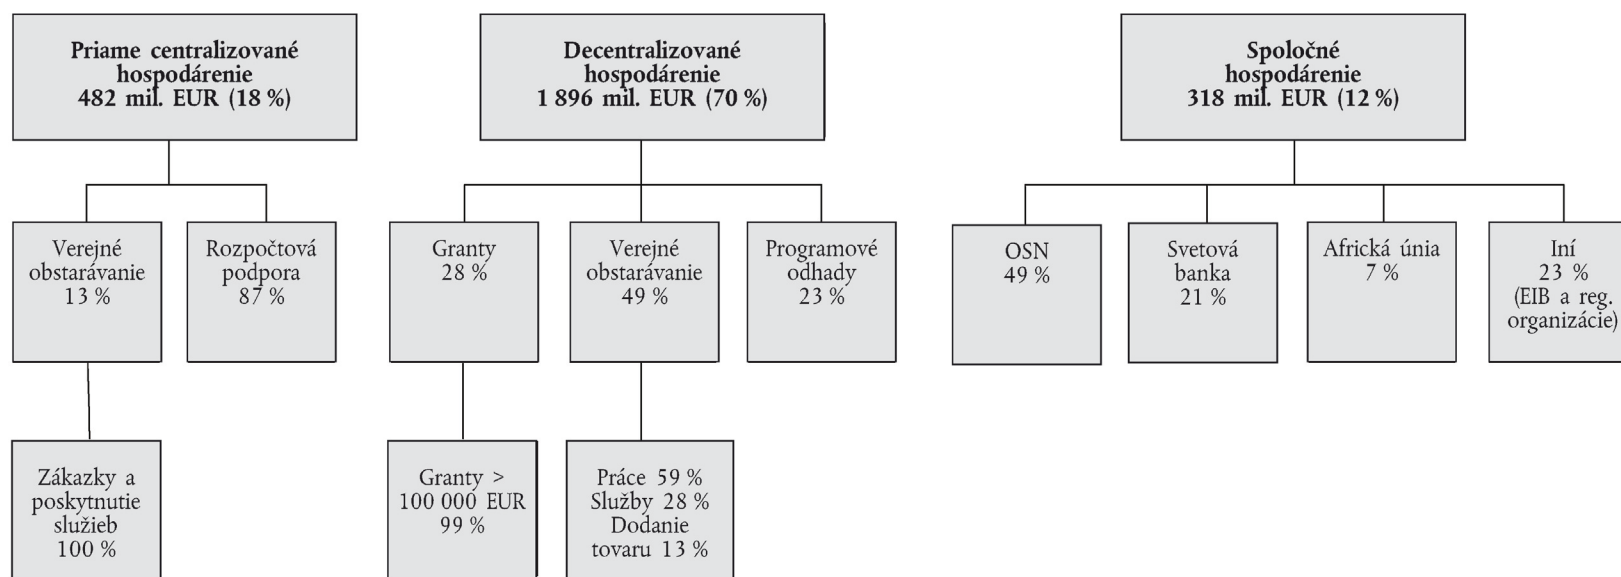 Priame centralizované
hospodárenie
482 mil. EUR (18 %)
Decentralizované
hospodárenie
1 896 mil. EUR (70 %)
Spoločné
hospodárenie
318 mil. EUR (12 %)
Verejné
obstarávanie
13 %
Rozpočtová
podpora
87 %
Granty
28 %
Verejné
obstarávanie
49 %
Programové
odhady
23 %
OSN
49 %
Svetová
banka
21 %
Africká únia
7 %
Iní
23 %
(EIB a reg.
organizácie)
Zákazky a
poskytnutie
služieb
100 %
Granty >
100 000 EUR
99 %
Práce 59 %
Služby 28 %
Dodanie
tovaru 13 %